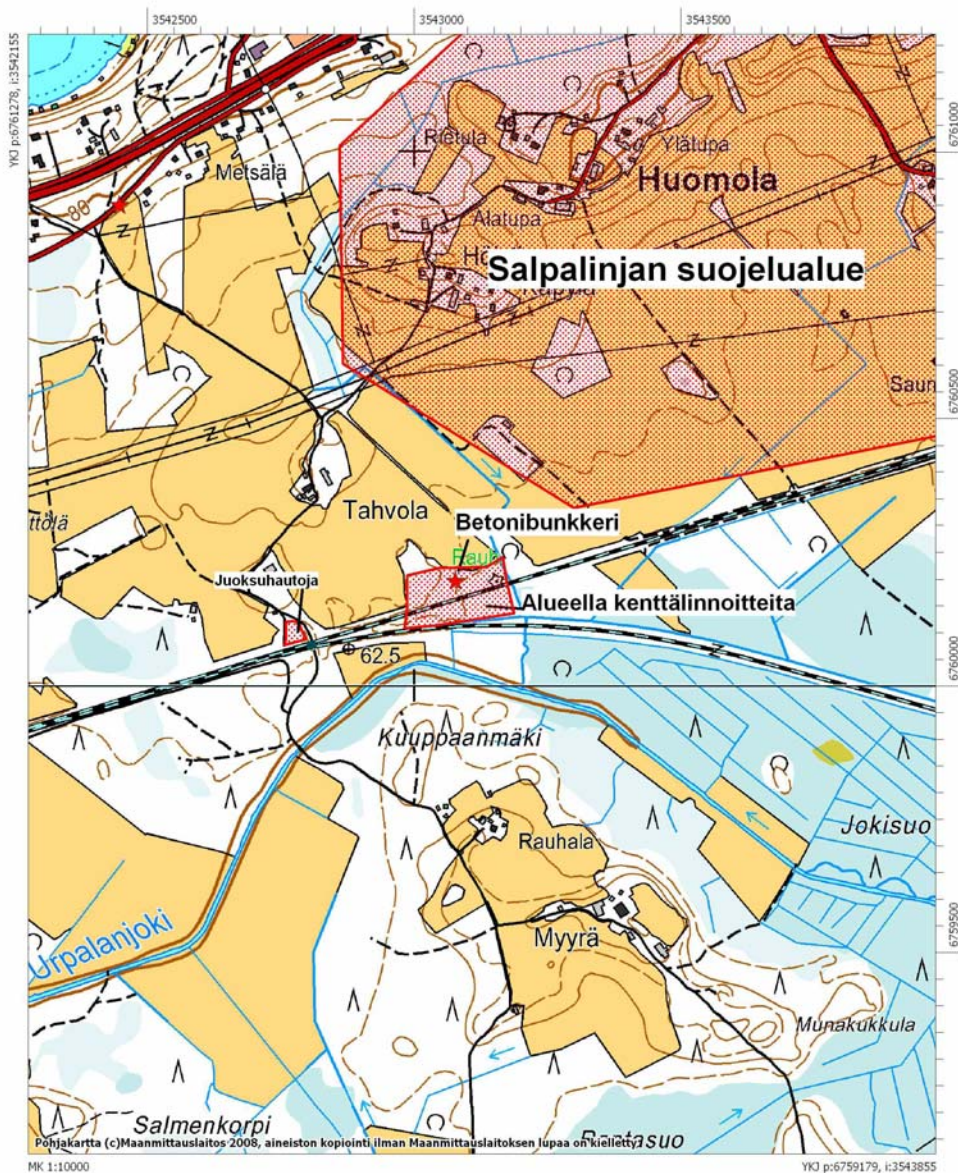 3542500
3543000
3543500
YKJ p:6761278, i:3542155
6761000
6760500
6760000
6759500
Metsälä
80
Rietula
Ylätupa
Huomola
Alatupa
Salpalinjan suojelualue
Tahvola
Betonibunkkeri
Juoksuhautoja
Alueella kenttälinnoitteita
62.5
Kuuppaanmäki
Rauhala
Jokisuo
Myyrä
Urpalanjoki
Munakukkula
Salmenkorpi
Pohjakartta (c)Maanmittauslaitos 2008, aineiston kopiointi ilman Maanmittauslaitoksen lupaa on kielletty.
MK 1:10000
YKJ p:6759179, i:3543855